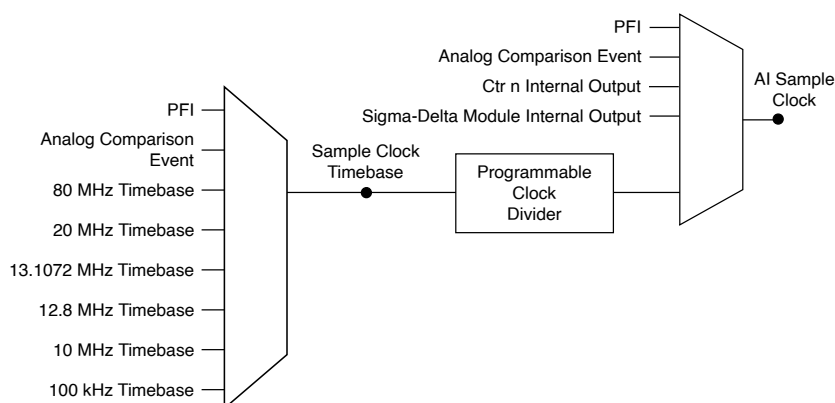 PFI
Analog Comparison Event
Ctr n Internal Output
Sigma-Delta Module Internal Output
AI Sample
Clock
PFI
Analog Comparison
Event
80 MHz Timebase
20 MHz Timebase
13.1072 MHz Timebase
12.8 MHz Timebase
10 MHz Timebase
100 kHz Timebase
Sample Clock
Timebase
Programmable
Clock
Divider